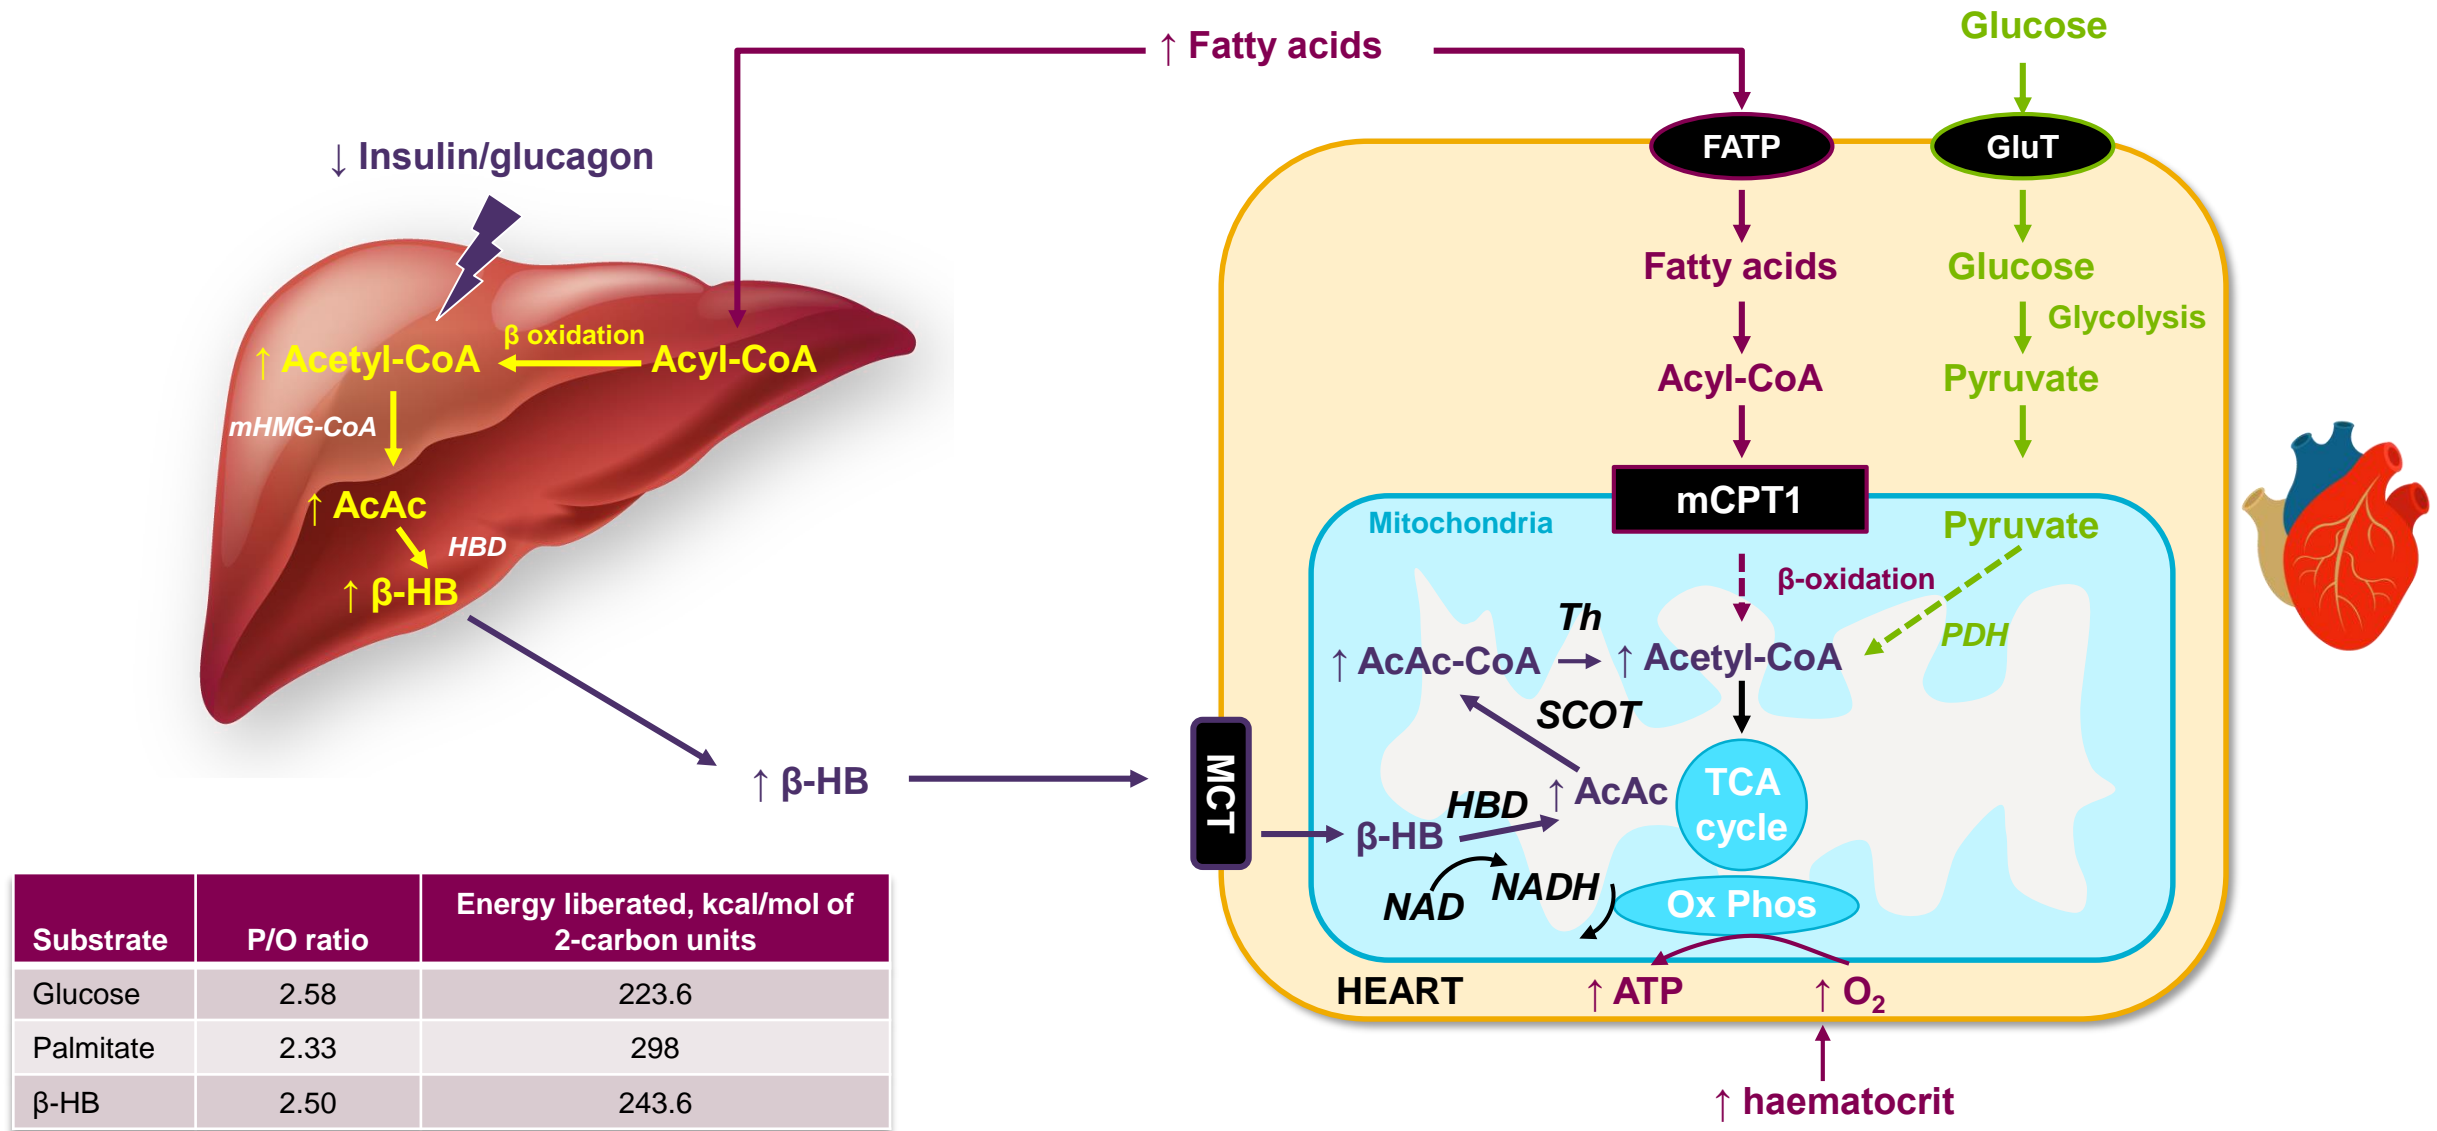 ↑ Fatty acids
Glucose
↓ Insulin/glucagon
FATP
GluT
Fatty acids
Glucose
Glycolysis
β oxidation
↑ Acetyl-CoA
Acyl-CoA
Acyl-CoA
Pyruvate
mHMG-CoA
↑ AcAc
HBD
↑ β-HB
mCPT1
Mitochondria
Pyruvate
β-oxidation
Th
PDH
↑ AcAc-CoA
↑ Acetyl-CoA
SCOT
↑ β-HB
MCT
HBD
↑ AcAc
TCA
cycle
β-HB
NAD
NADH
Ox Phos
HEART
↑ ATP
↑ O₂
↑ haematocrit
Substrate
P/O ratio
Energy liberated, kcal/mol of
2-carbon units
Glucose 2.58 223.6
Palmitate 2.33 298
β-HB 2.50 243.6